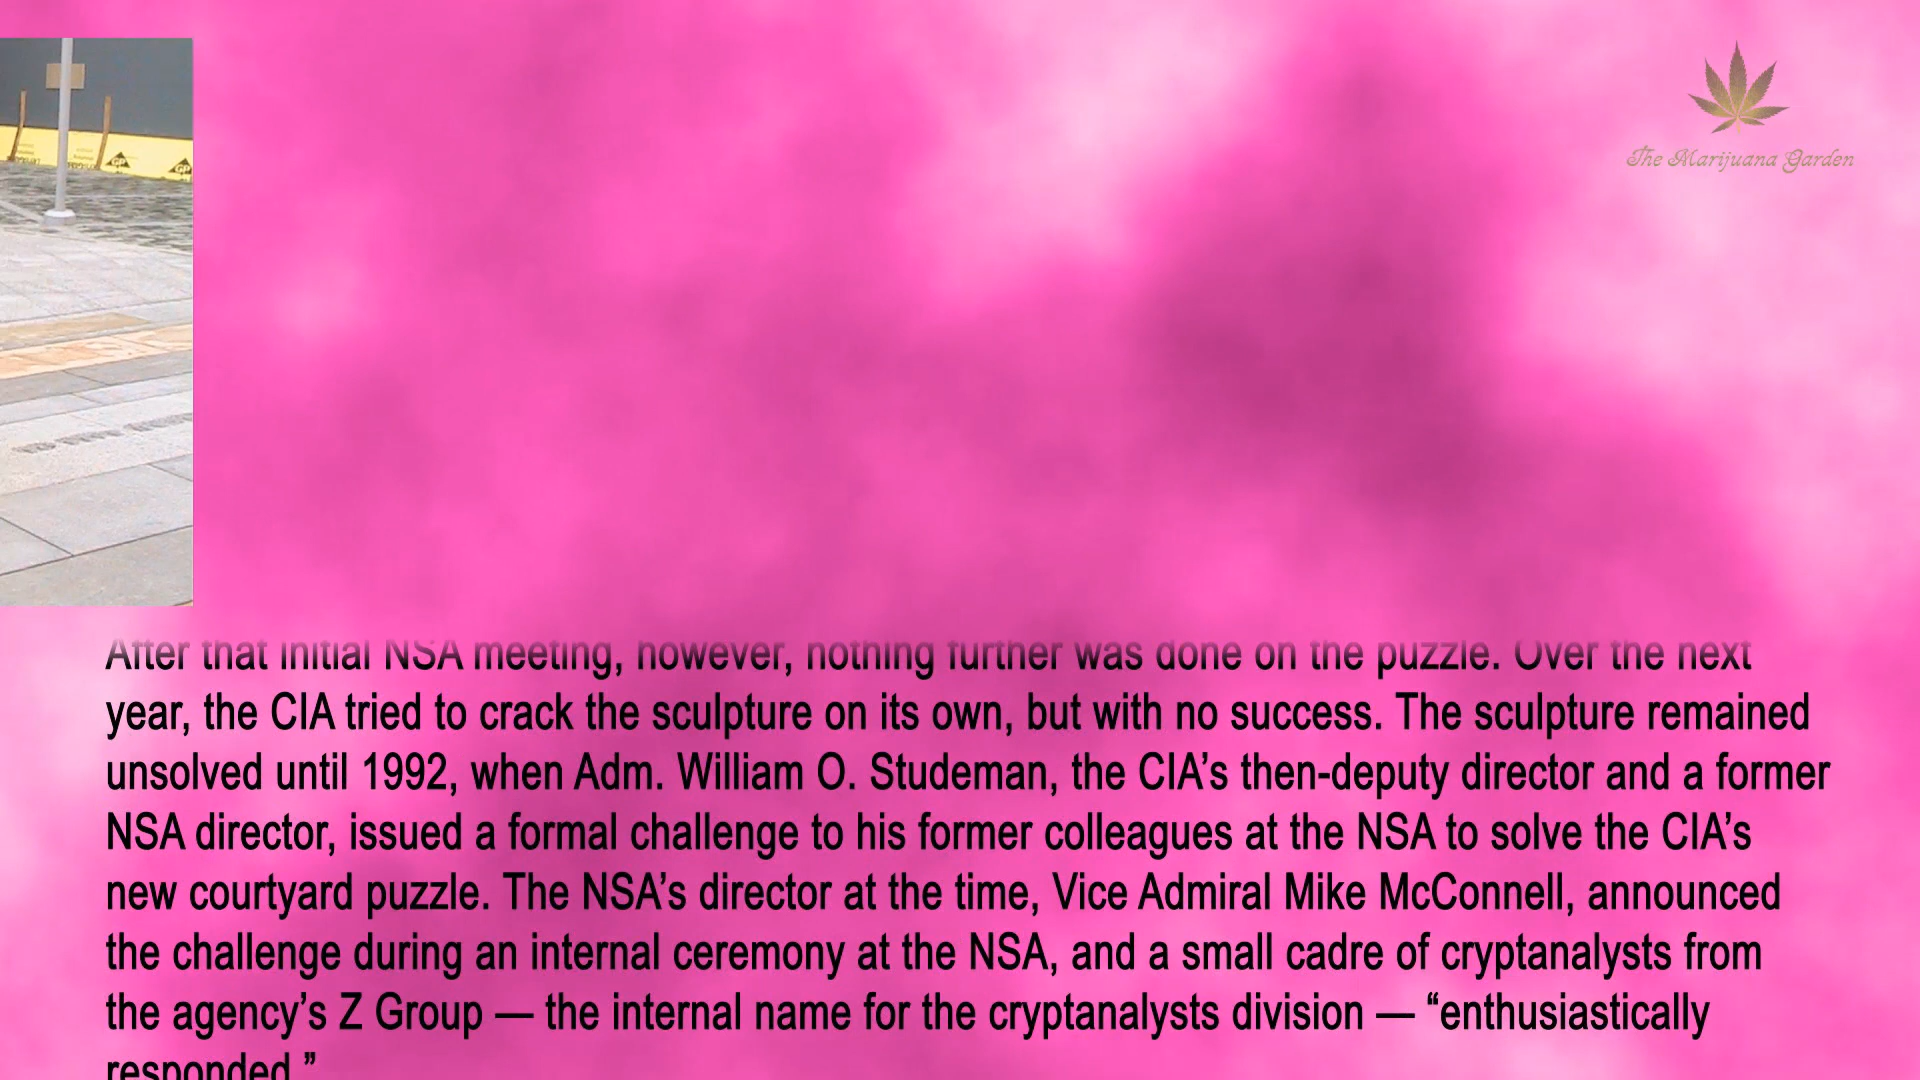 The Marijuana Garden
GP
GP
After that initial NSA meeting, however, nothing further was done on the puzzle. Over the next
year, the CIA tried to crack the sculpture on its own, but with no success. The sculpture remained
unsolved until 1992, when Adm. William O. Studeman, the CIA’s then-deputy director and a former
NSA director, issued a formal challenge to his former colleagues at the NSA to solve the CIA’s
new courtyard puzzle. The NSA’s director at the time, Vice Admiral Mike McConnell, announced
the challenge during an internal ceremony at the NSA, and a small cadre of cryptanalysts from
the agency’s Z Group — the internal name for the cryptanalysts division — “enthusiastically
responded.”